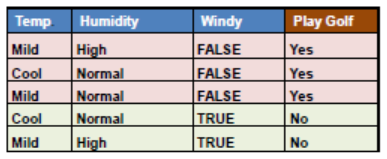 Temp Humidity Windy Play Golf
Mild High FALSE Yes
Cool Normal FALSE Yes
Mild Normal FALSE Yes
Cool Normal TRUE No
Mild High TRUE No